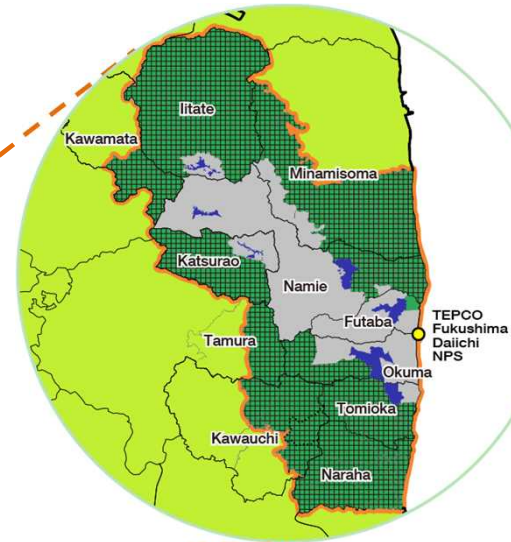 Iitate
Kawamata
Minamisoma
Katsurao
Namie
Futaba
TEPCO
Fukushima
Daiichi
NPS
Tamura
Okuma
Tomioka
Kawauchi
Naraha